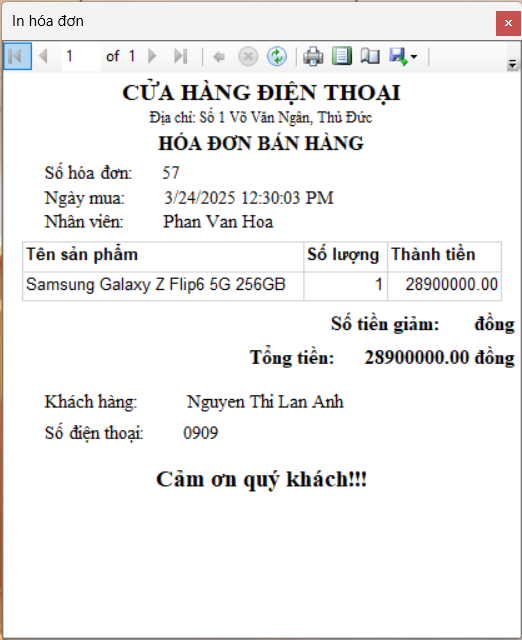 In hóa đơn
1 of 1
CỬA HÀNG ĐIỆN THOẠI
Địa chỉ: Số 1 Võ Văn Ngân, Thủ Đức
HÓA ĐƠN BÁN HÀNG
Số hóa đơn: 57
Ngày mua: 3/24/2025 12:30:03 PM
Nhân viên: Phan Van Hoa
Tên sản phẩm Số lượng Thành tiền
Samsung Galaxy Z Flip6 5G 256GB 1 28900000.00
Số tiền giảm: đồng
Tổng tiền: 28900000.00 đồng
Khách hàng: Nguyen Thi Lan Anh
Số điện thoại: 0909
Cảm ơn quý khách!!!